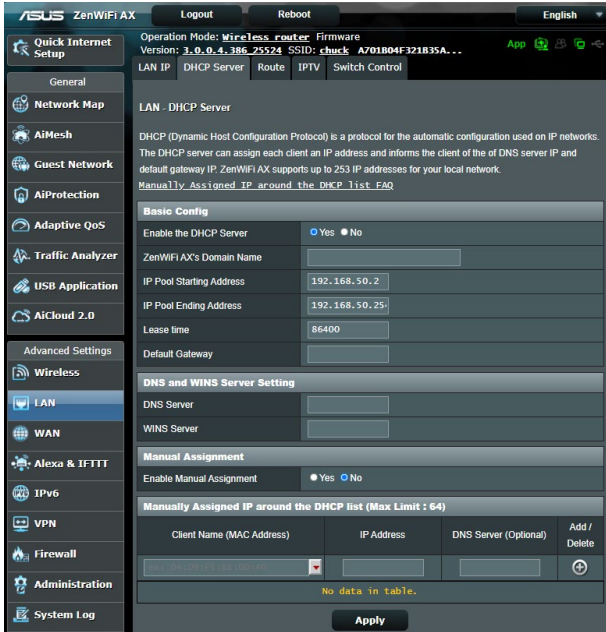 ASUS ZenWiFi AX Logout Reboot English
Quick Internet Setup
Operation Mode: Wireless router Firmware
Version: 3.0.0.4.386_25524 SSID: chuck A701B04F321B35A...
App
LAN IP DHCP Server Route IPTV Switch Control
General
Network Map
AiMesh
Guest Network
AiProtection
Adaptive QoS
Traffic Analyzer
USB Application
AiCloud 2.0
Advanced Settings
Wireless
LAN
WAN
Alexa & IFTTT
IPv6
VPN
Firewall
Administration
System Log
LAN - DHCP Server
DHCP (Dynamic Host Configuration Protocol) is a protocol for the automatic configuration used on IP networks.
The DHCP server can assign each client an IP address and informs the client of the of DNS server IP and
default gateway IP. ZenWiFi AX supports up to 253 IP addresses for your local network.
Manually Assigned IP around the DHCP list FAQ
Basic Config
Enable the DHCP Server Yes No
ZenWiFi AX's Domain Name
IP Pool Starting Address 192.168.50.2
IP Pool Ending Address 192.168.50.25
Lease time 86400
Default Gateway
DNS and WINS Server Setting
DNS Server
WINS Server
Manual Assignment
Enable Manual Assignment Yes No
Manually Assigned IP around the DHCP list (Max Limit : 64)
Client Name (MAC Address) IP Address DNS Server (Optional) Add / Delete
No data in table.
Apply